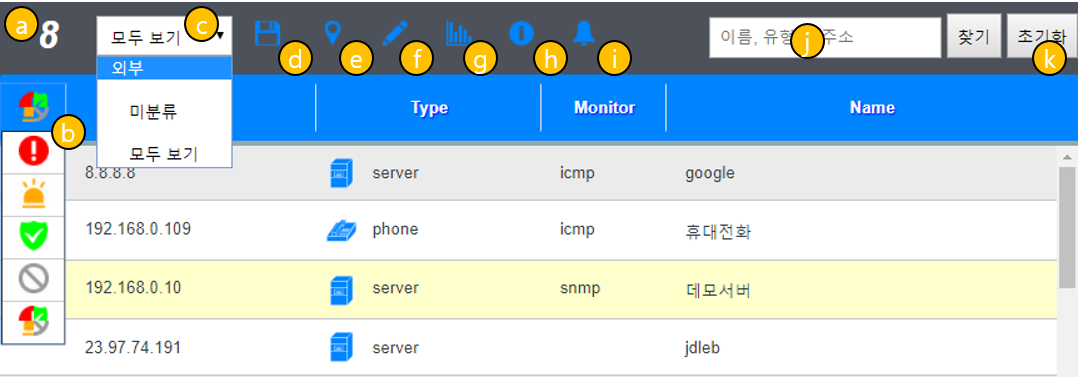 a
8
모두 보기
c
d
e
f
g
h
i
이름, 유형 주소
j
찾기
초기화
k
외부
미분류
모두 보기
b
Type
Monitor
Name
8.8.8.8
server
icmp
google
192.168.0.109
phone
icmp
휴대전화
192.168.0.10
server
snmp
데모서버
23.97.74.191
server
jdleb